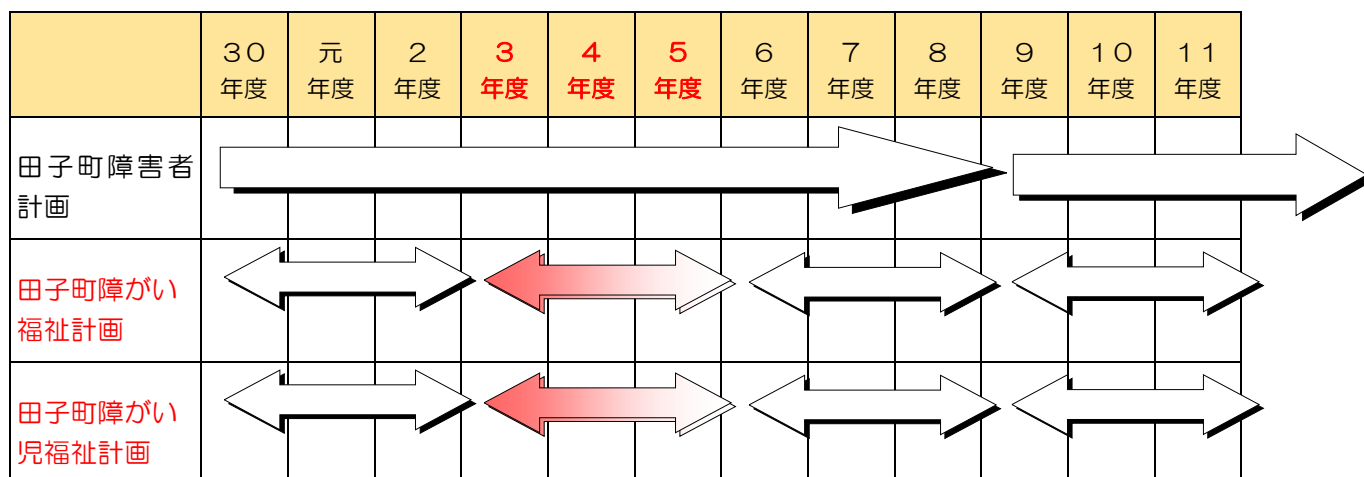 30 元 2 3 4 5 6 7 8 9 10 11
年度 年度 年度 年度 年度 年度 年度 年度 年度 年度 年度 年度
田子町障害者
計画
田子町障がい
福祉計画
田子町障がい
児福祉計画